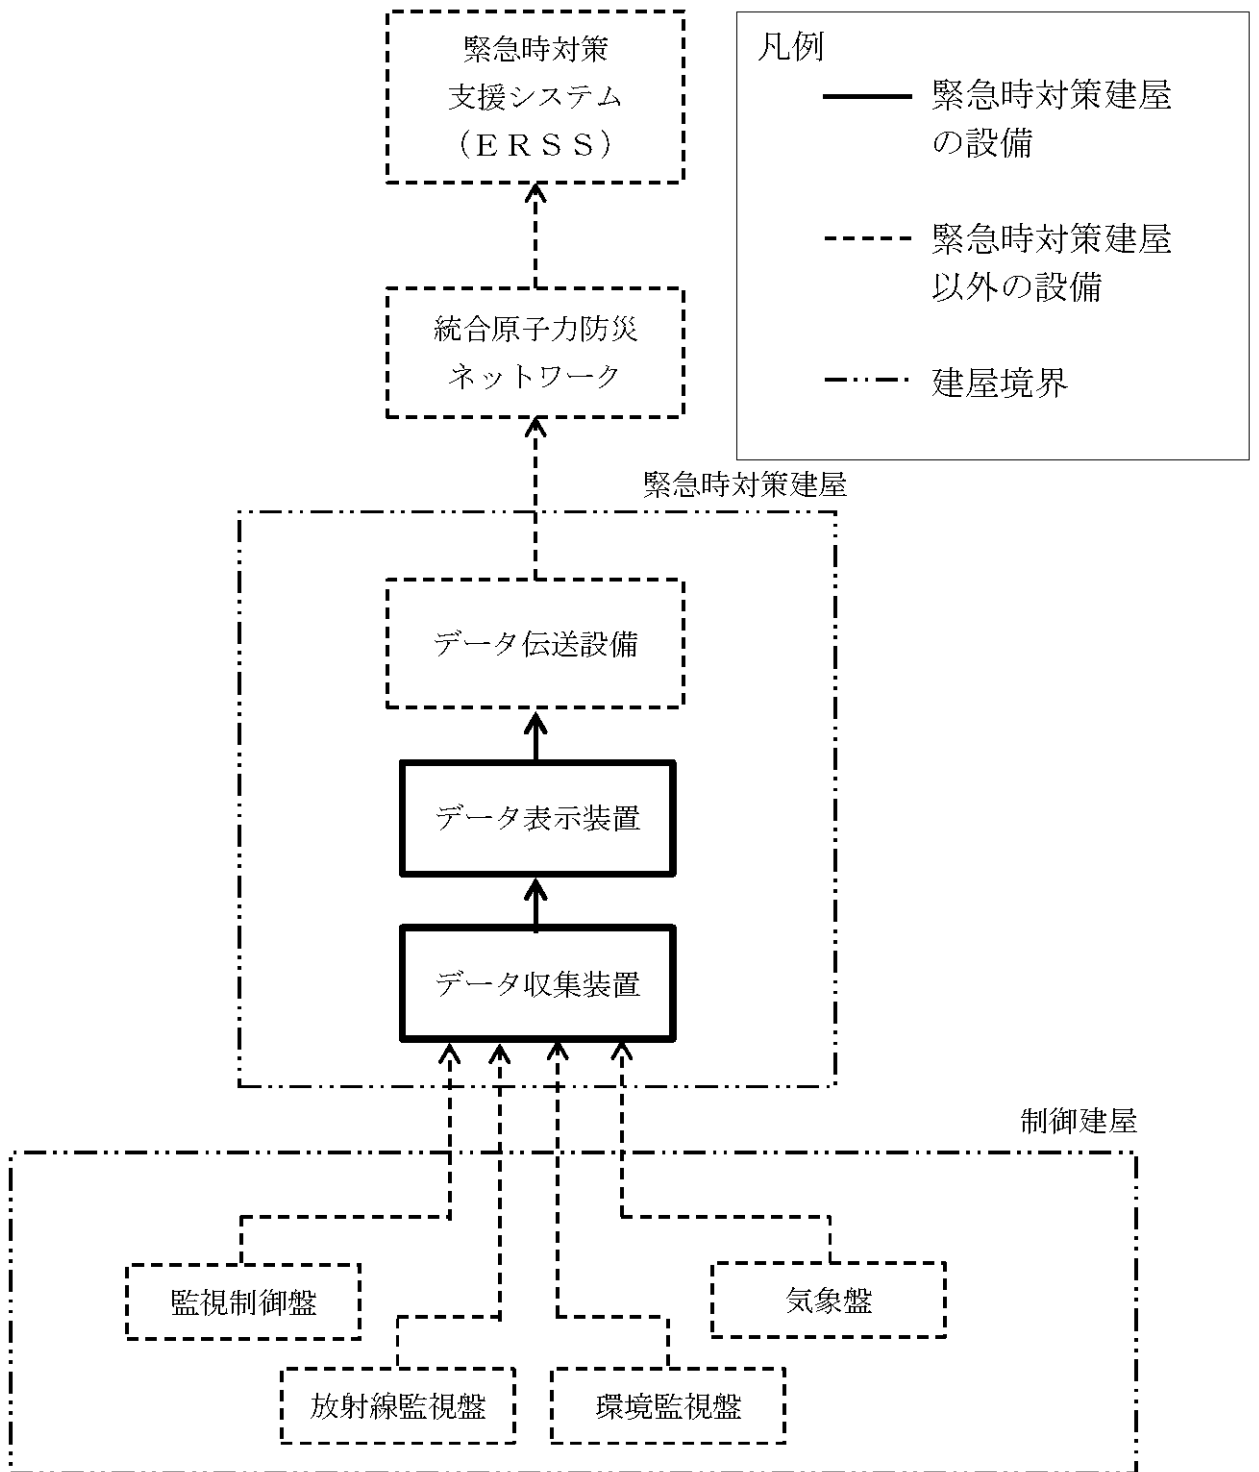 緊急時対策
支援システム
（ＥＲＳＳ）
凡例
緊急時対策建屋
の設備
緊急時対策建屋
以外の設備
建屋境界
統合原子力防災
ネットワーク
緊急時対策建屋
データ伝送設備
データ表示装置
データ収集装置
制御建屋
監視制御盤
気象盤
放射線監視盤
環境監視盤